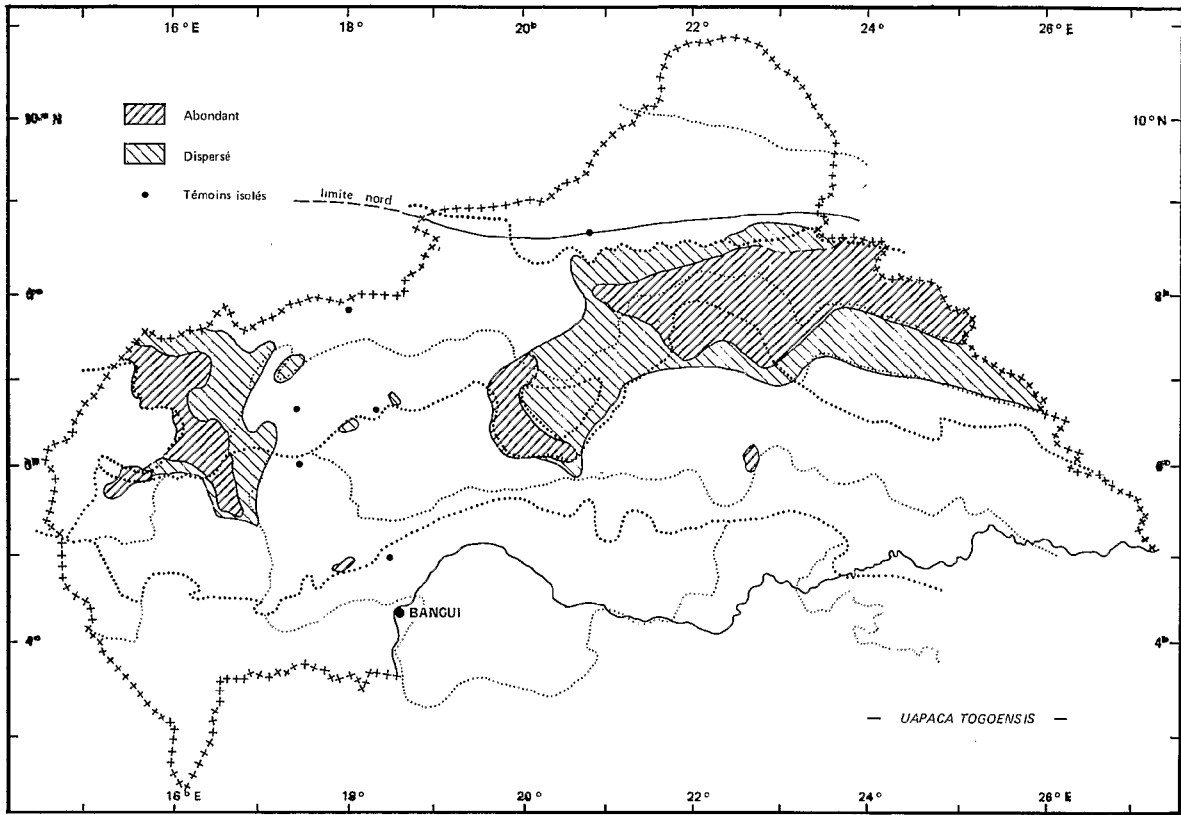 16°E 18° 20° 22° 24° 26°E
10° N 10°N
Abondant
Dispersé
Témoins isolés
limite nord
8° 8°
6° 6°
BANGUI
4° 4°
— UAPACA TOGOENSIS —
16°E 18° 20° 22° 24° 26°E